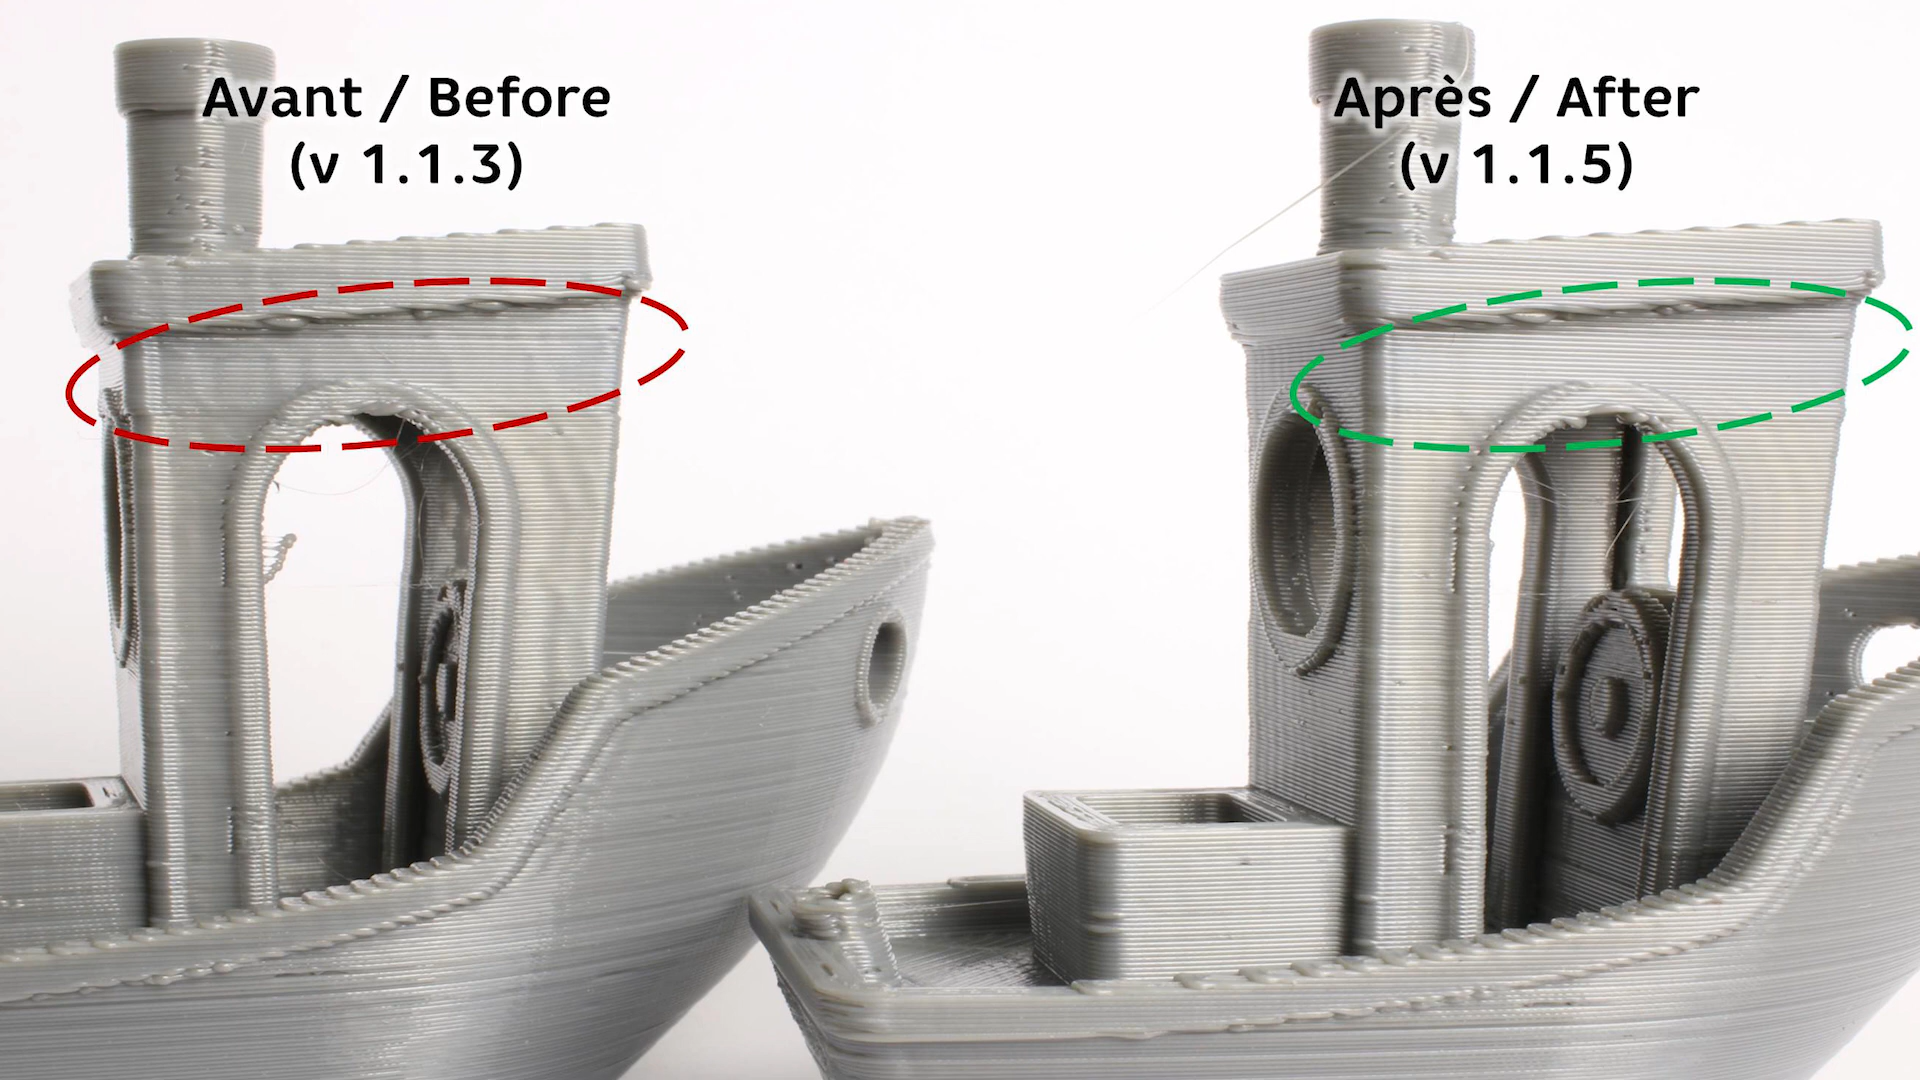 Avant / Before
(v 1.1.3)
Après / After
(v 1.1.5)